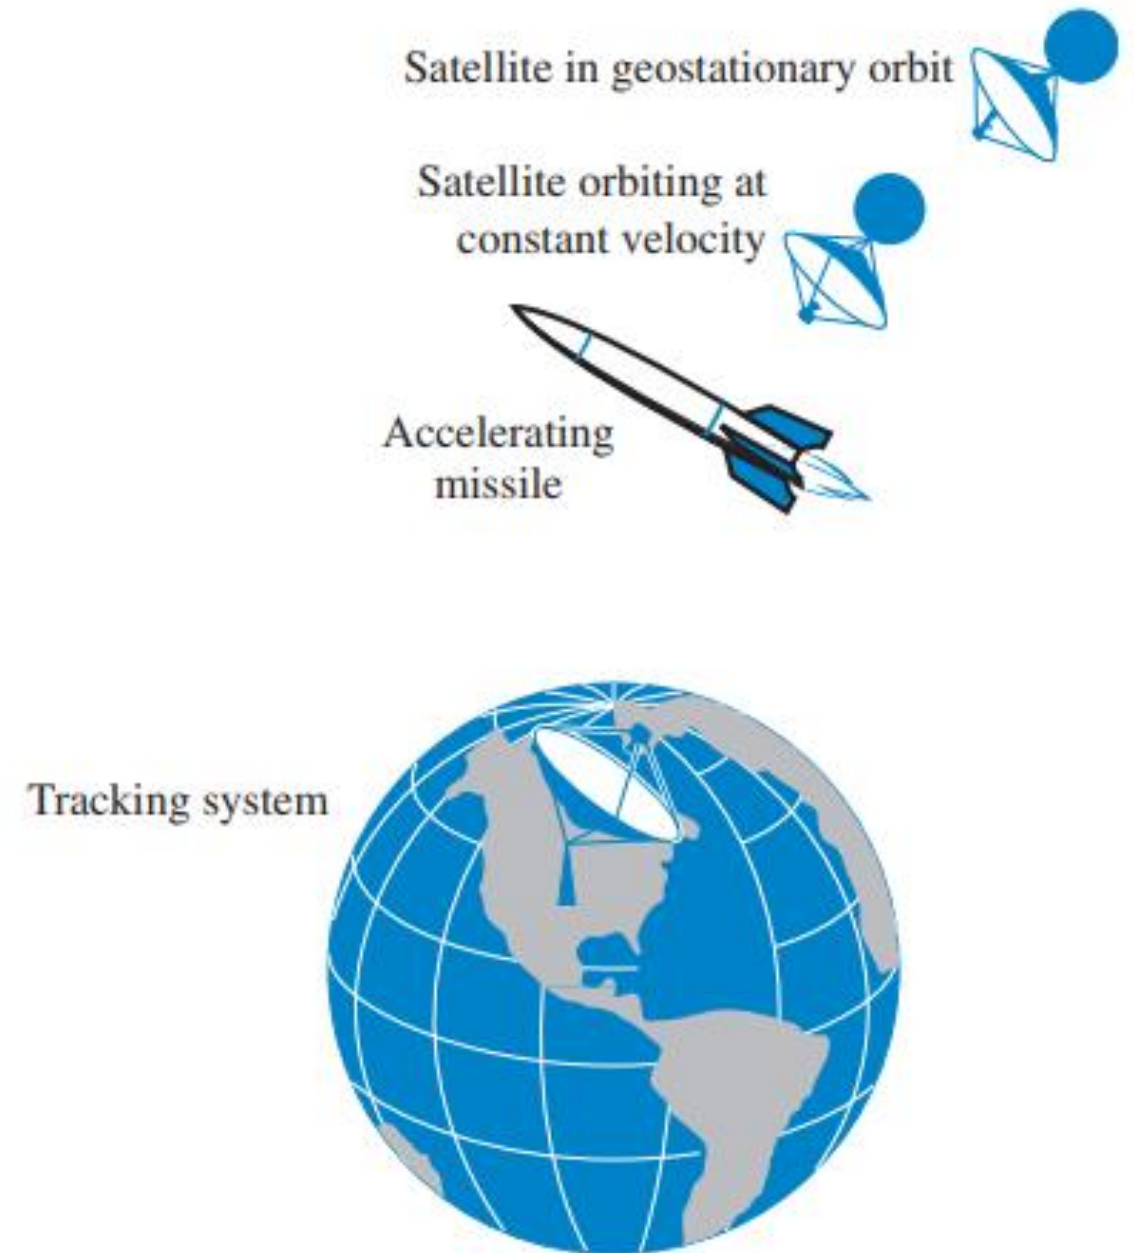 Satellite in geostationary orbit
Satellite orbiting at
constant velocity
Accelerating
missile
Tracking system